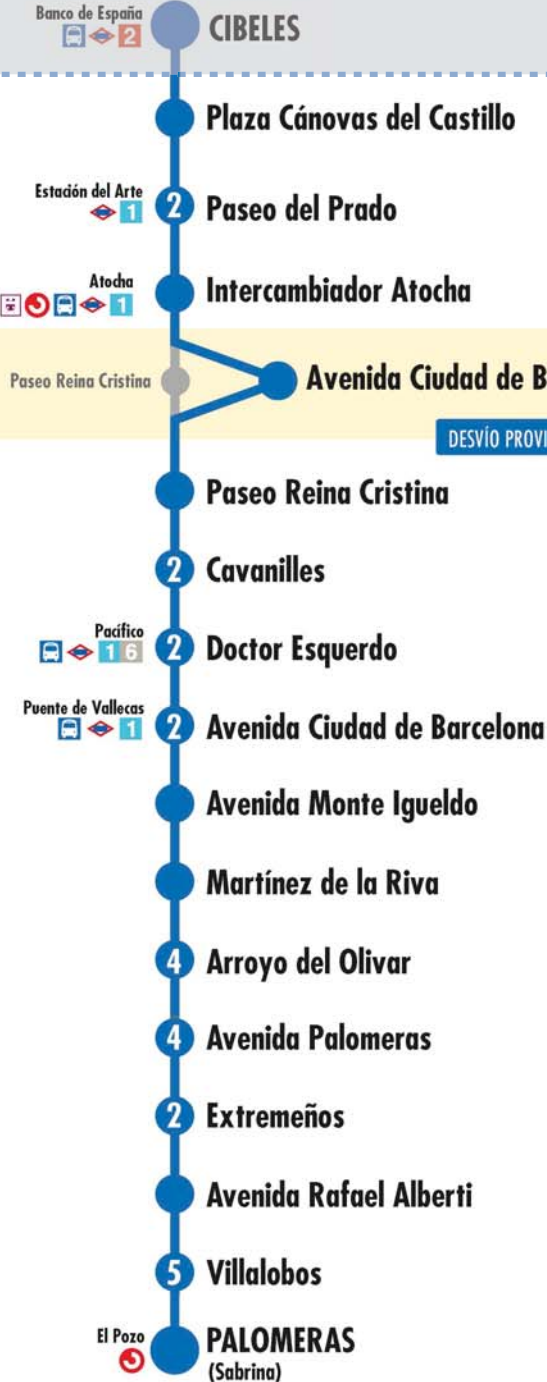 Banco de España
2
CIBELES
Plaza Cánovas del Castillo
Estación del Arte
1
2
Paseo del Prado
Atocha
1
Intercambiador Atocha
Paseo Reina Cristina
Avenida Ciudad de B
DESVÍO PROVI
Paseo Reina Cristina
2
Cavanilles
Pacífico
1 6
2
Doctor Esquerdo
Puente de Vallecas
1
2
Avenida Ciudad de Barcelona
Avenida Monte Igueldo
Martínez de la Riva
4
Arroyo del Olivar
4
Avenida Palomeras
2
Extremeños
Avenida Rafael Alberti
5
Villalobos
El Pozo
PALOMERAS
(Sabrina)